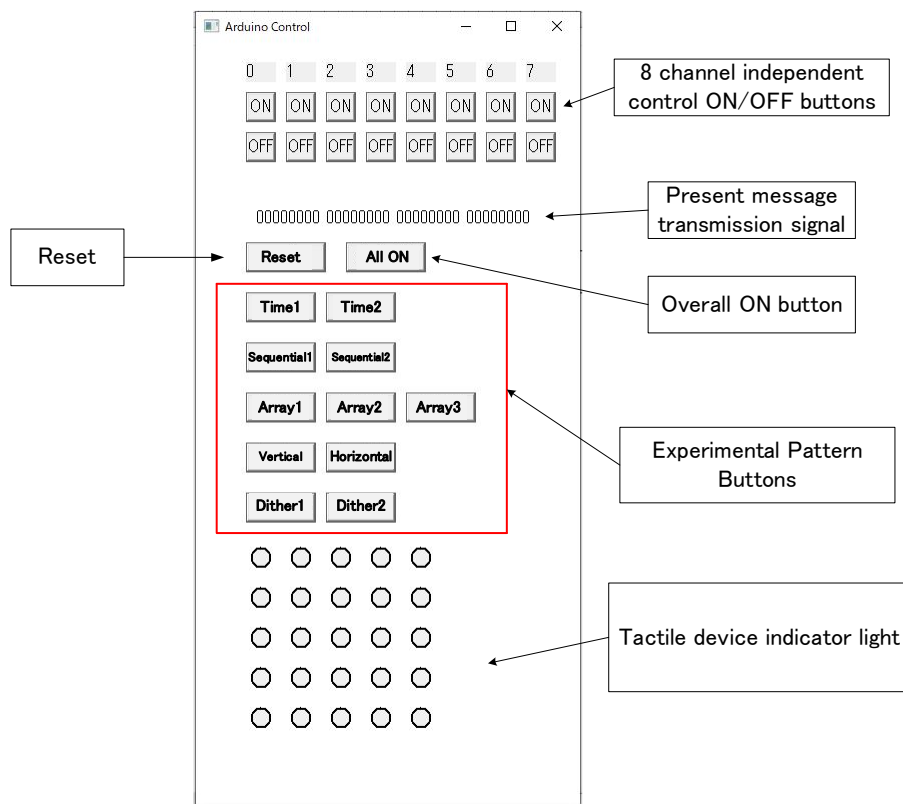 Arduino Control
0 1 2 3 4 5 6 7
ON ON ON ON ON ON ON ON
OFF OFF OFF OFF OFF OFF OFF OFF
8 channel independent
control ON/OFF buttons
00000000 00000000 00000000 00000000
Present message
transmission signal
Reset
Reset All ON
Overall ON button
Time1 Time2
Sequential1 Sequential2
Array1 Array2 Array3
Vertical Horizontal
Dither1 Dither2
Experimental Pattern
Buttons
Tactile device indicator light